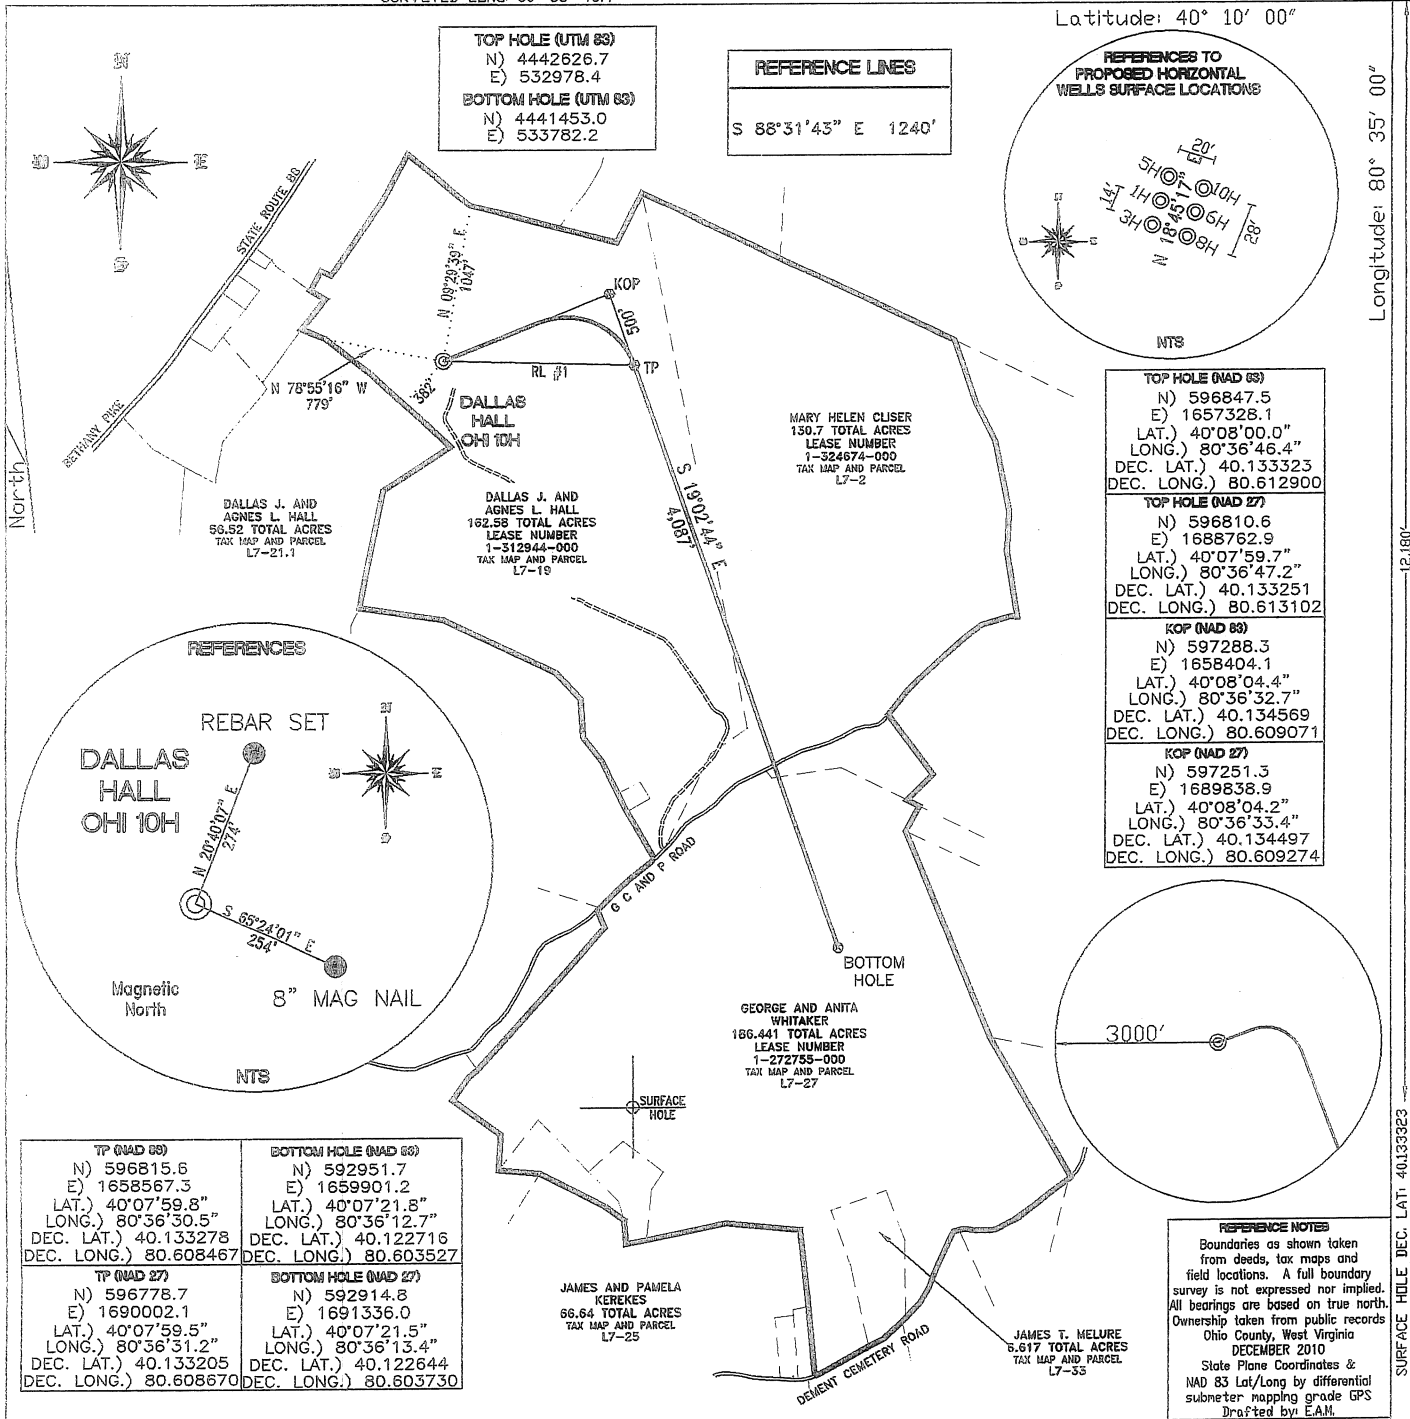 Latitude: 40° 10' 00"
Longitude: 80° 35' 00"
TOP HOLE (UTM 83)
N) 4442626.7
E) 532978.4
BOTTOM HOLE (UTM 83)
N) 4441453.0
E) 533782.2
REFERENCE LINES
S 88°31'43" E 1240'
REFERENCES TO
PROPOSED HORIZONTAL
WELLS SURFACE LOCATIONS
20'
5H
10H
1H
6H
3H
8H
14'
28'
N 18°45'17" E
NTS
N
E
S
STATE ROUTE 88
BETHANY PIKE
North
N 09°29'39" E
1047'
KOP
500'
TP
RL #1
N 78°55'16" W
779'
382'
DALLAS
HALL
OHI 10H
MARY HELEN CLISER
130.7 TOTAL ACRES
LEASE NUMBER
1-324674-000
TAX MAP AND PARCEL
L7-2
S 19°02'44" E
4,087'
DALLAS J. AND
AGNES L. HALL
56.52 TOTAL ACRES
TAX MAP AND PARCEL
L7-21.1
DALLAS J. AND
AGNES L. HALL
162.58 TOTAL ACRES
LEASE NUMBER
1-312944-000
TAX MAP AND PARCEL
L7-19
TOP HOLE (NAD 83)
N) 596847.5
E) 1657328.1
LAT.) 40°08'00.0"
LONG.) 80°36'46.4"
DEC. LAT.) 40.133323
DEC. LONG.) 80.612900
TOP HOLE (NAD 27)
N) 596810.6
E) 1688762.9
LAT.) 40°07'59.7"
LONG.) 80°36'47.2"
DEC. LAT.) 40.133251
DEC. LONG.) 80.613102
KOP (NAD 83)
N) 597288.3
E) 1658404.1
LAT.) 40°08'04.4"
LONG.) 80°36'32.7"
DEC. LAT.) 40.134569
DEC. LONG.) 80.609071
KOP (NAD 27)
N) 597251.3
E) 1689838.9
LAT.) 40°08'04.2"
LONG.) 80°36'33.4"
DEC. LAT.) 40.134497
DEC. LONG.) 80.609274
12,180'
REFERENCES
REBAR SET
DALLAS
HALL
OHI 10H
N 20°40'07" E
274'
S 65°24'01" E
254'
8" MAG NAIL
Magnetic
North
NTS
G C AND P ROAD
BOTTOM
HOLE
GEORGE AND ANITA
WHITAKER
186.441 TOTAL ACRES
LEASE NUMBER
1-272755-000
TAX MAP AND PARCEL
L7-27
3000'
SURFACE
HOLE
TP (NAD 83)
N) 596815.6
E) 1658567.3
LAT.) 40°07'59.8"
LONG.) 80°36'30.5"
DEC. LAT.) 40.133278
DEC. LONG.) 80.608467
BOTTOM HOLE (NAD 83)
N) 592951.7
E) 1659901.2
LAT.) 40°07'21.8"
LONG.) 80°36'12.7"
DEC. LAT.) 40.122716
DEC. LONG.) 80.603527
TP (NAD 27)
N) 596778.7
E) 1690002.1
LAT.) 40°07'59.5"
LONG.) 80°36'31.2"
DEC. LAT.) 40.133205
DEC. LONG.) 80.608670
BOTTOM HOLE (NAD 27)
N) 592914.8
E) 1691336.0
LAT.) 40°07'21.5"
LONG.) 80°36'13.4"
DEC. LAT.) 40.122644
DEC. LONG.) 80.603730
JAMES AND PAMELA
KEREKES
66.64 TOTAL ACRES
TAX MAP AND PARCEL
L7-25
DEMENT CEMETERY ROAD
JAMES T. MELURE
6.617 TOTAL ACRES
TAX MAP AND PARCEL
L7-33
REFERENCE NOTES
Boundaries as shown taken
from deeds, tax maps and
field locations. A full boundary
survey is not expressed nor implied.
All bearings are based on true north.
Ownership taken from public records
Ohio County, West Virginia
DECEMBER 2010
State Plane Coordinates &
NAD 83 Lat/Long by differential
submeter mapping grade GPS
Drafted by: E.A.M.
SURFACE HOLE DEC. LAT: 40.133323